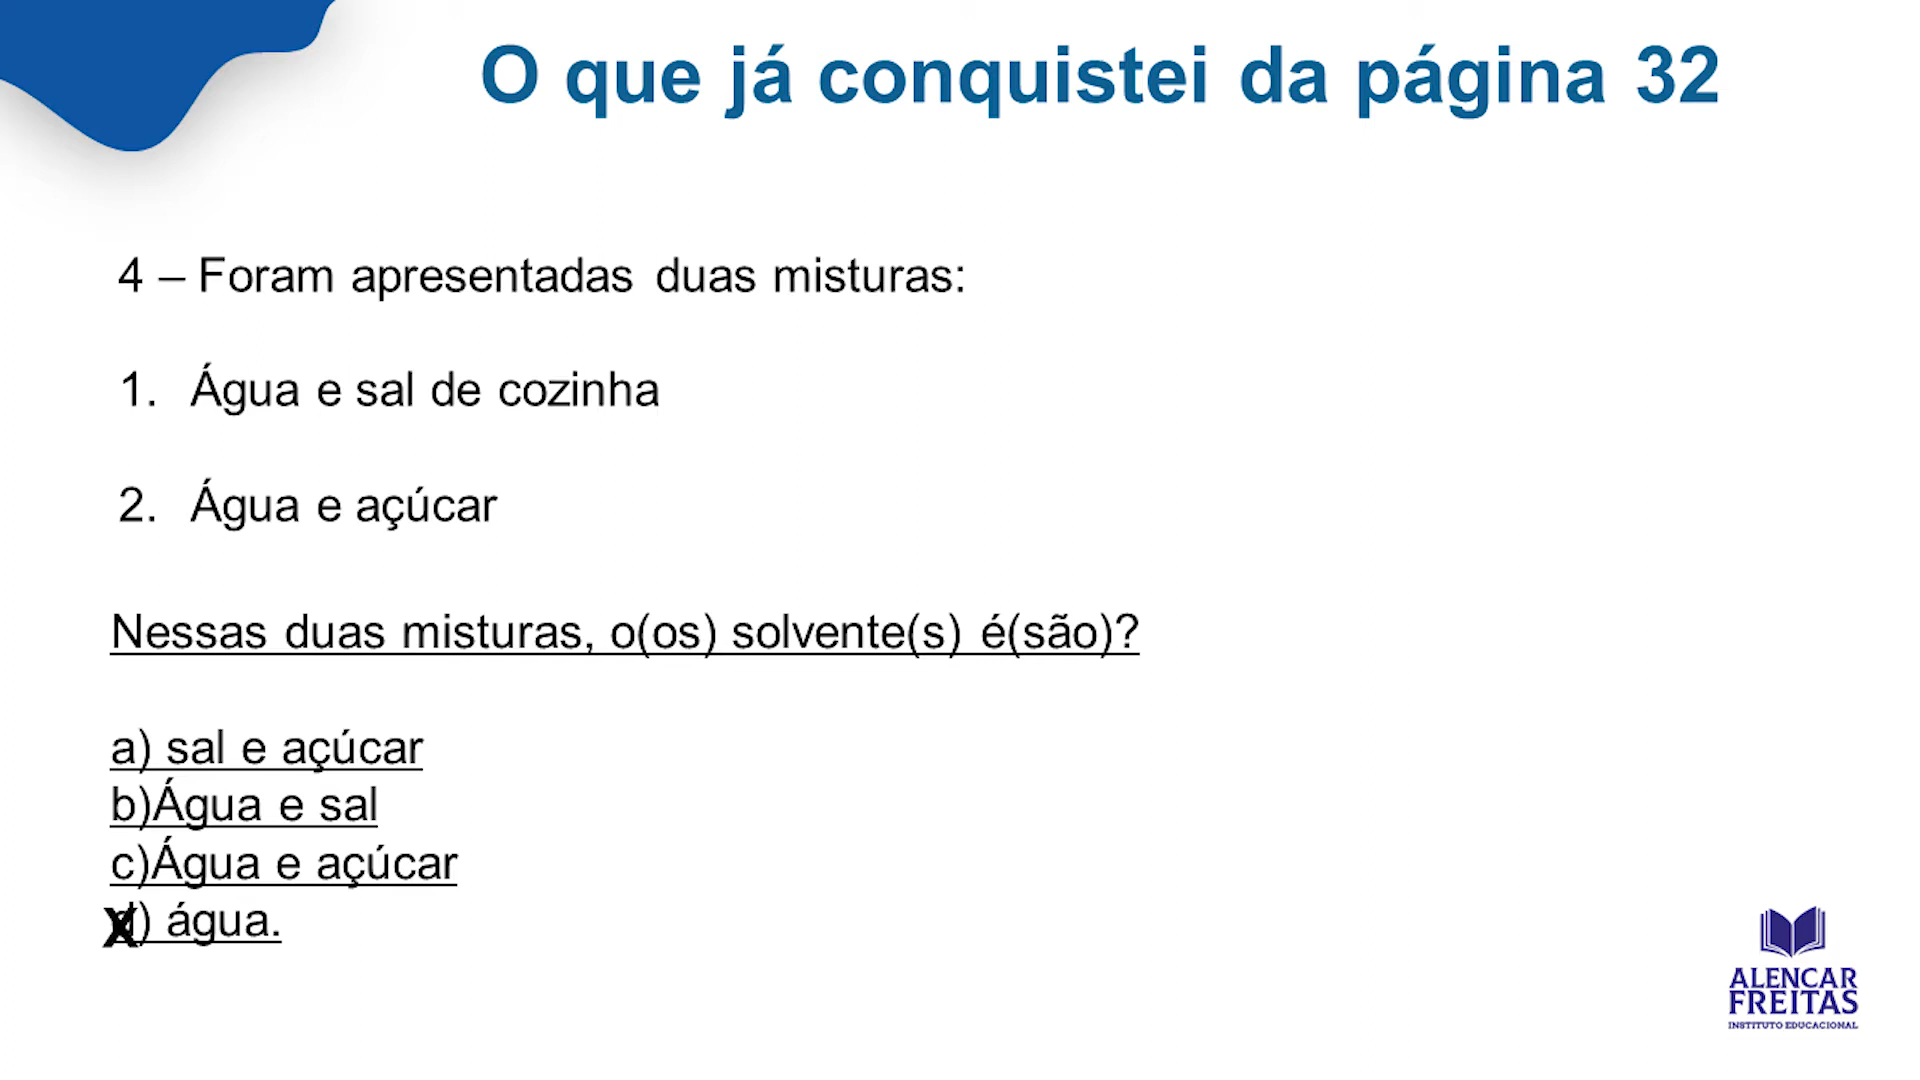 O que já conquistei da página 32
4 – Foram apresentadas duas misturas:
1. Água e sal de cozinha
2. Água e açúcar
Nessas duas misturas, o(os) solvente(s) é(são)?
a) sal e açúcar
b)Água e sal
c)Água e açúcar
X d) água.
ALENCAR
FREITAS
INSTITUTO EDUCACIONAL